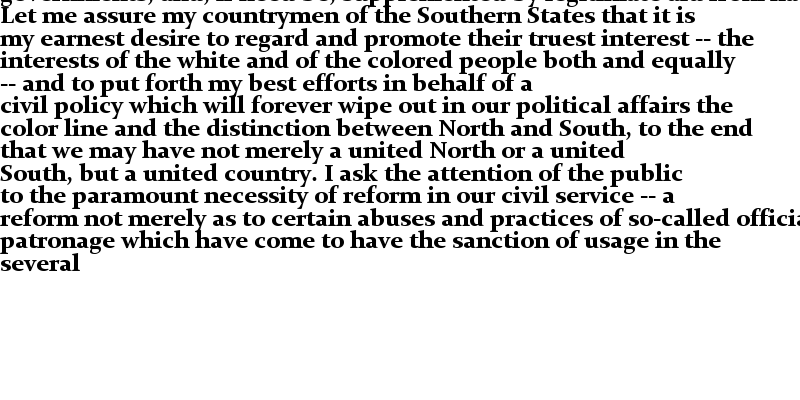 Let me assure my countrymen of the Southern States that it is
my earnest desire to regard and promote their truest interest -- the
interests of the white and of the colored people both and equally
-- and to put forth my best efforts in behalf of a
civil policy which will forever wipe out in our political affairs the
color line and the distinction between North and South, to the end
that we may have not merely a united North or a united
South, but a united country. I ask the attention of the public
to the paramount necessity of reform in our civil service -- a
reform not merely as to certain abuses and practices of so-called officia
patronage which have come to have the sanction of usage in the
several